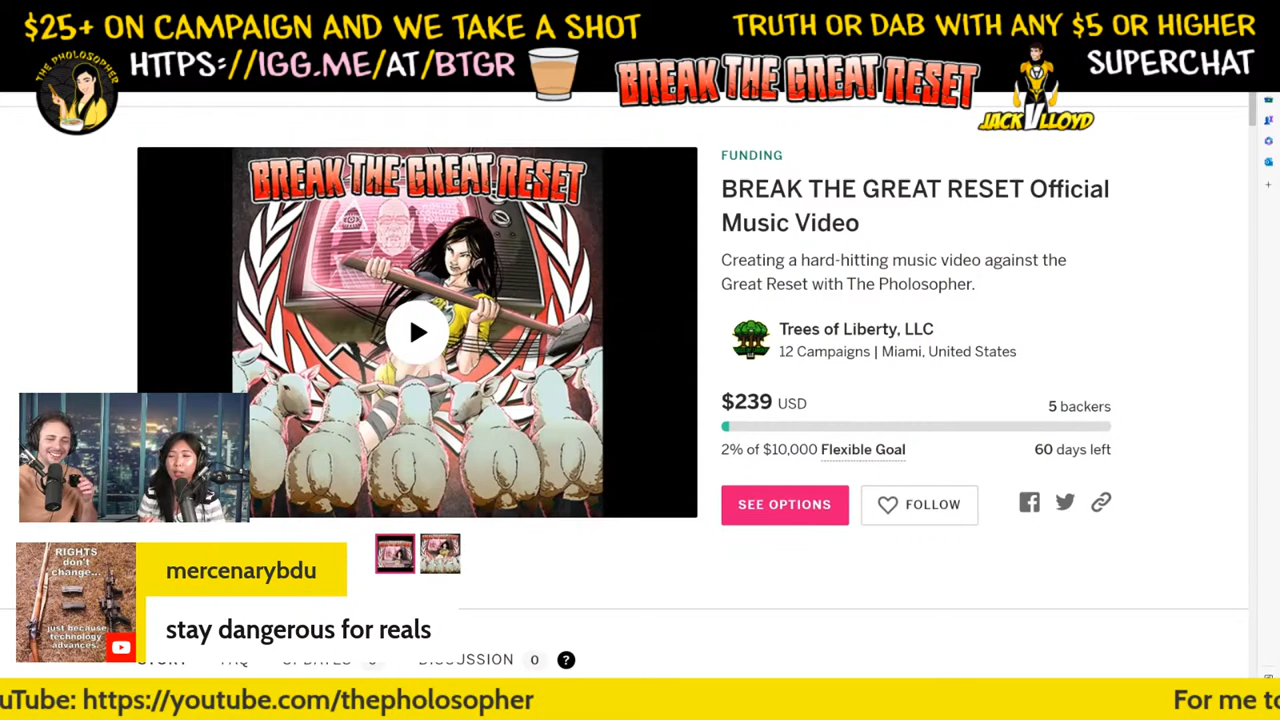 $25+ ON CAMPAIGN AND WE TAKE A SHOT
HTTPS://IGG.ME/AT/BTGR
THE PHOLOSOPHER
BREAK THE GREAT RESET
JACK V LLOYD
TRUTH OR DAB WITH ANY $5 OR HIGHER
SUPERCHAT
BREAK THE GREAT RESET
FUNDING
BREAK THE GREAT RESET Official
Music Video
Creating a hard-hitting music video against the
Great Reset with The Pholosopher.
Trees of Liberty, LLC
12 Campaigns | Miami, United States
$239 USD
5 backers
2% of $10,000 Flexible Goal
60 days left
SEE OPTIONS
FOLLOW
RIGHTS
don't
change...
just because
technology
advances.
mercenarybdu
stay dangerous for reals
DISCUSSION 0 ?
uTube: https://youtube.com/thepholosopher
For me to